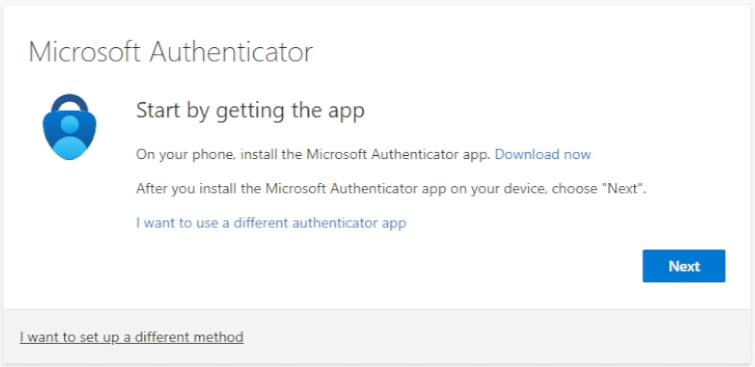 Microsoft Authenticator
Start by getting the app
On your phone, install the Microsoft Authenticator app. Download now
After you install the Microsoft Authenticator app on your device, choose "Next".
I want to use a different authenticator app
Next
I want to set up a different method